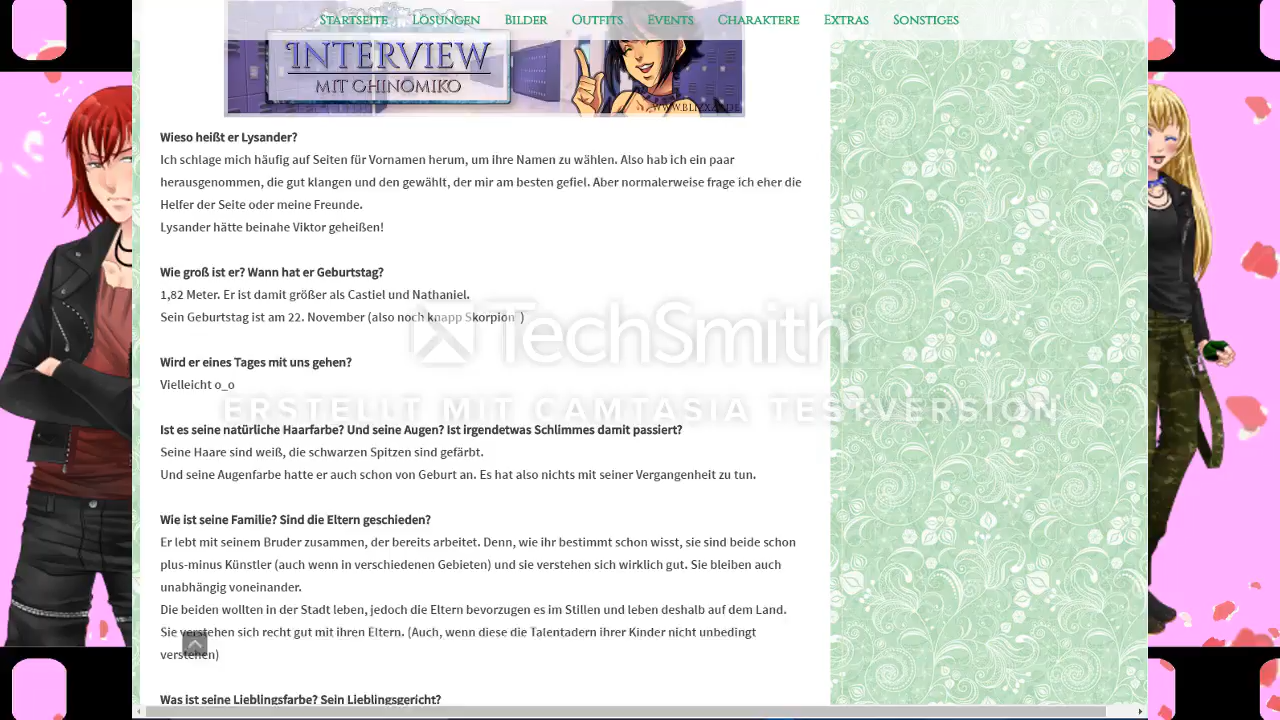 Startseite Lösungen Bilder Outfits Events Charaktere Extras Sonstiges
Interview
mit Chinomiko
Wieso heißt er Lysander?
Ich schlage mich häufig auf Seiten für Vornamen herum, um ihre Namen zu wählen. Also hab ich ein paar
herausgenommen, die gut klangen und den gewählt, der mir am besten gefiel. Aber normalerweise frage ich eher die
Helfer der Seite oder meine Freunde.
Lysander hätte beinahe Viktor geheißen!
Wie groß ist er? Wann hat er Geburtstag?
1,82 Meter. Er ist damit größer als Castiel und Nathaniel.
Sein Geburtstag ist am 22. November (also noch knapp Skorpion )
TechSmith
Wird er eines Tages mit uns gehen?
Vielleicht o_o
ERSTELLT MIT CAMTASIA TESTVERSION
Ist es seine natürliche Haarfarbe? Und seine Augen? Ist irgendetwas Schlimmes damit passiert?
Seine Haare sind weiß, die schwarzen Spitzen sind gefärbt.
Und seine Augenfarbe hatte er auch schon von Geburt an. Es hat also nichts mit seiner Vergangenheit zu tun.
Wie ist seine Familie? Sind die Eltern geschieden?
Er lebt mit seinem Bruder zusammen, der bereits arbeitet. Denn, wie ihr bestimmt schon wisst, sie sind beide schon
plus-minus Künstler (auch wenn in verschiedenen Gebieten) und sie verstehen sich wirklich gut. Sie bleiben auch
unabhängig voneinander.
Die beiden wollten in der Stadt leben, jedoch die Eltern bevorzugen es im Stillen und leben deshalb auf dem Land.
Sie verstehen sich recht gut mit ihren Eltern. (Auch, wenn diese die Talentadern ihrer Kinder nicht unbedingt
verstehen)
Was ist seine Lieblingsfarbe? Sein Lieblingsgericht?